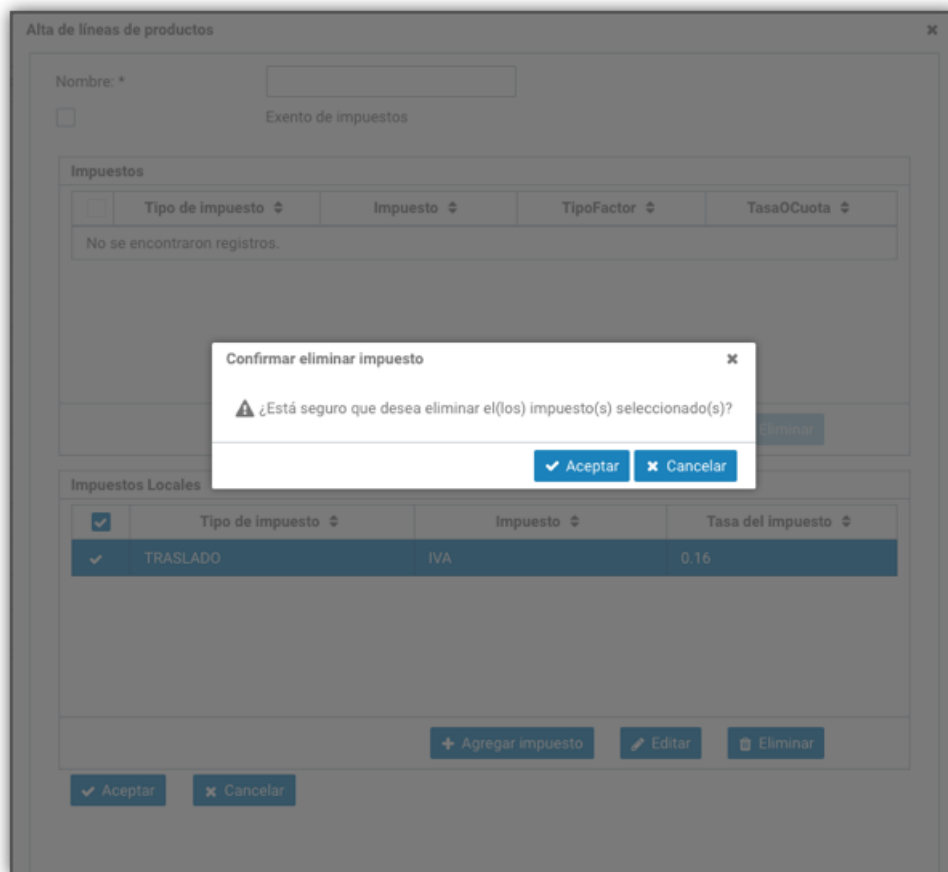 Alta de líneas de productos
Nombre: *
Exento de impuestos
Impuestos
Tipo de impuesto Impuesto TipoFactor TasaOCuota
No se encontraron registros.
Confirmar eliminar impuesto
¿Está seguro que desea eliminar el(los) impuesto(s) seleccionado(s)?
Eliminar
Aceptar Cancelar
Impuestos Locales
Tipo de impuesto Impuesto Tasa del impuesto
TRASLADO IVA 0.16
Agregar impuesto Editar Eliminar
Aceptar Cancelar